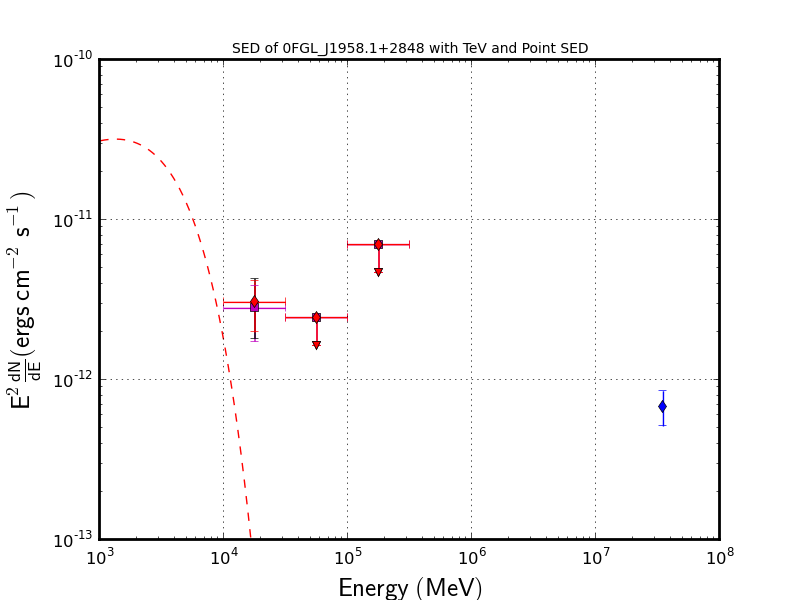 SED of 0FGL_J1958.1+2848 with TeV and Point SED
10^-10
10^-11
10^-12
10^-13
E^2 dN/dE (ergs cm^-2 s^-1)
10^3 10^4 10^5 10^6 10^7 10^8
Energy (MeV)